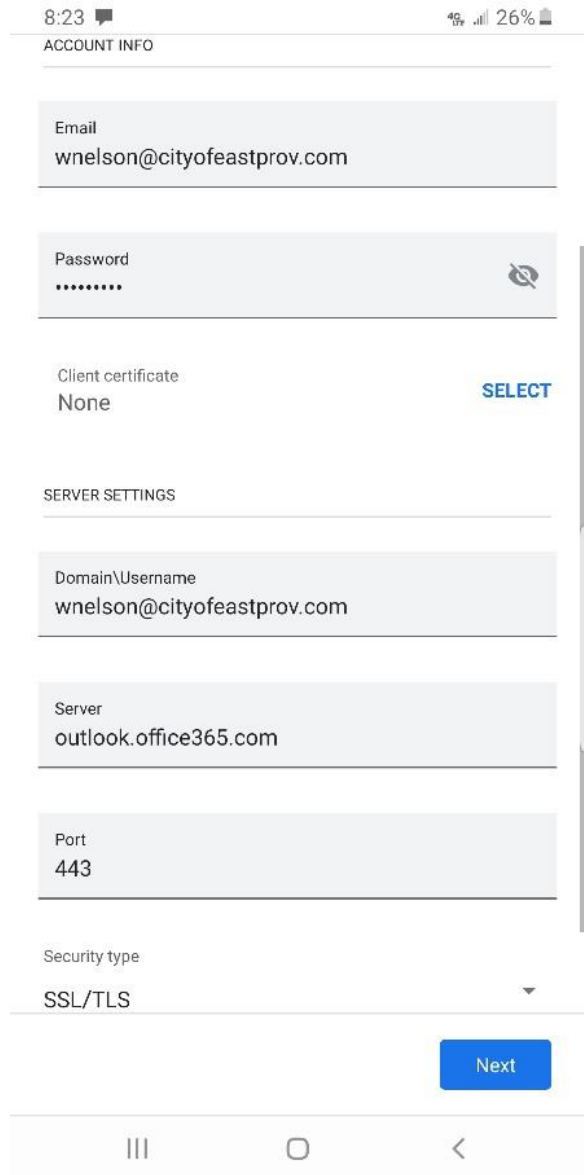 8:23 26%
ACCOUNT INFO
Email
wnelson@cityofeastprov.com
Password
•••••••••
Client certificate
None SELECT
SERVER SETTINGS
Domain\Username
wnelson@cityofeastprov.com
Server
outlook.office365.com
Port
443
Security type
SSL/TLS
Next